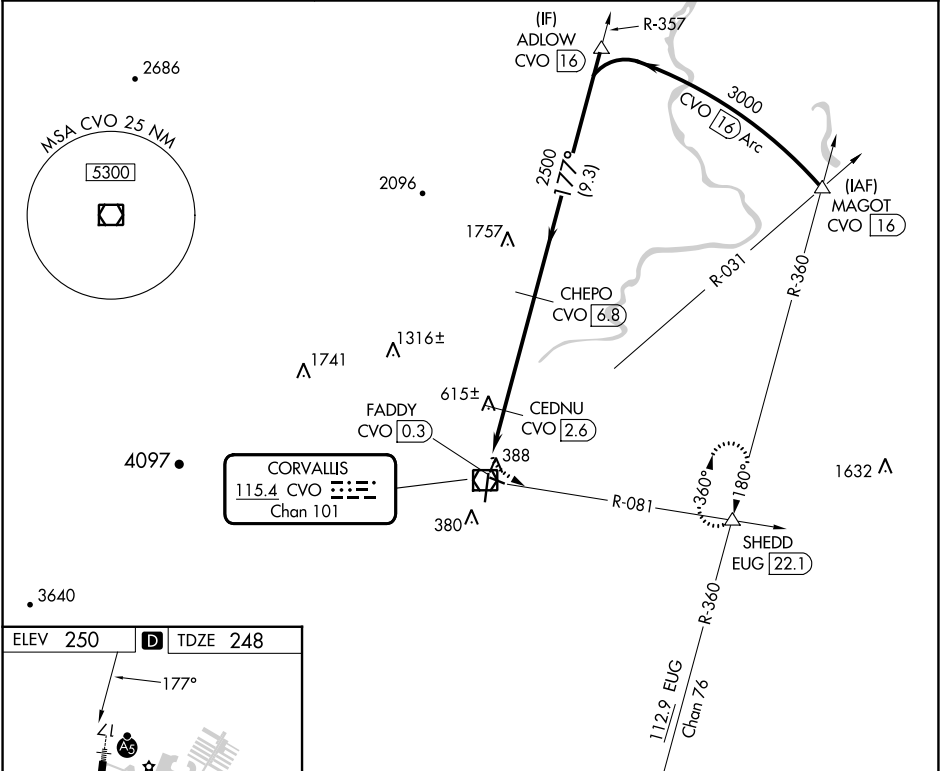 (IF)
ADLOW
CVO 16
R-357
2686
MSA CVO 25 NM
5300
3000
CVO 16 Arc
2500
177°
(9.3)
2096
1757
(IAF)
MAGOT
CVO 16
R-031
R-360
CHEPO
CVO 6.8
1316±
1741
615±
FADDY
CVO 0.3
CEDNU
CVO 2.6
388
4097
CORVALLIS
115.4 CVO
Chan 101
R-081
360°
180°
1632
380
SHEDD
EUG 22.1
3640
R-360
112.9 EUG
Chan 76
ELEV 250 D TDZE 248
177°
17
A5